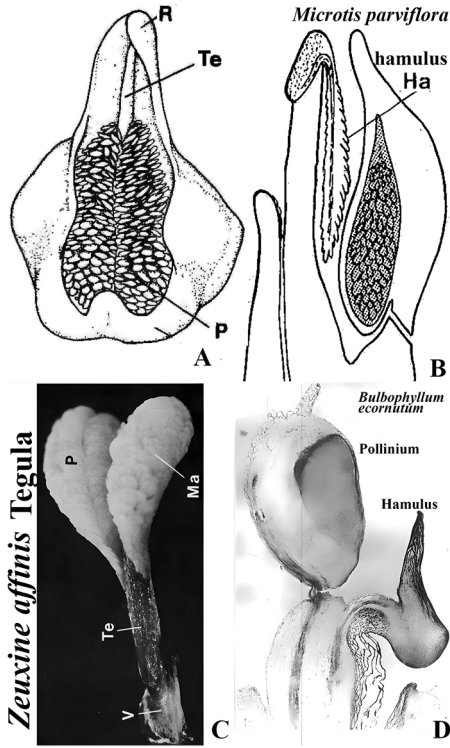 R
Te
P
A
Microtis parviflora
hamulus
Ha
B
Zeuxine affinis Tegula
P
Ma
Te
V
C
Bulbophyllum
ecornutum
Pollinium
Hamulus
D